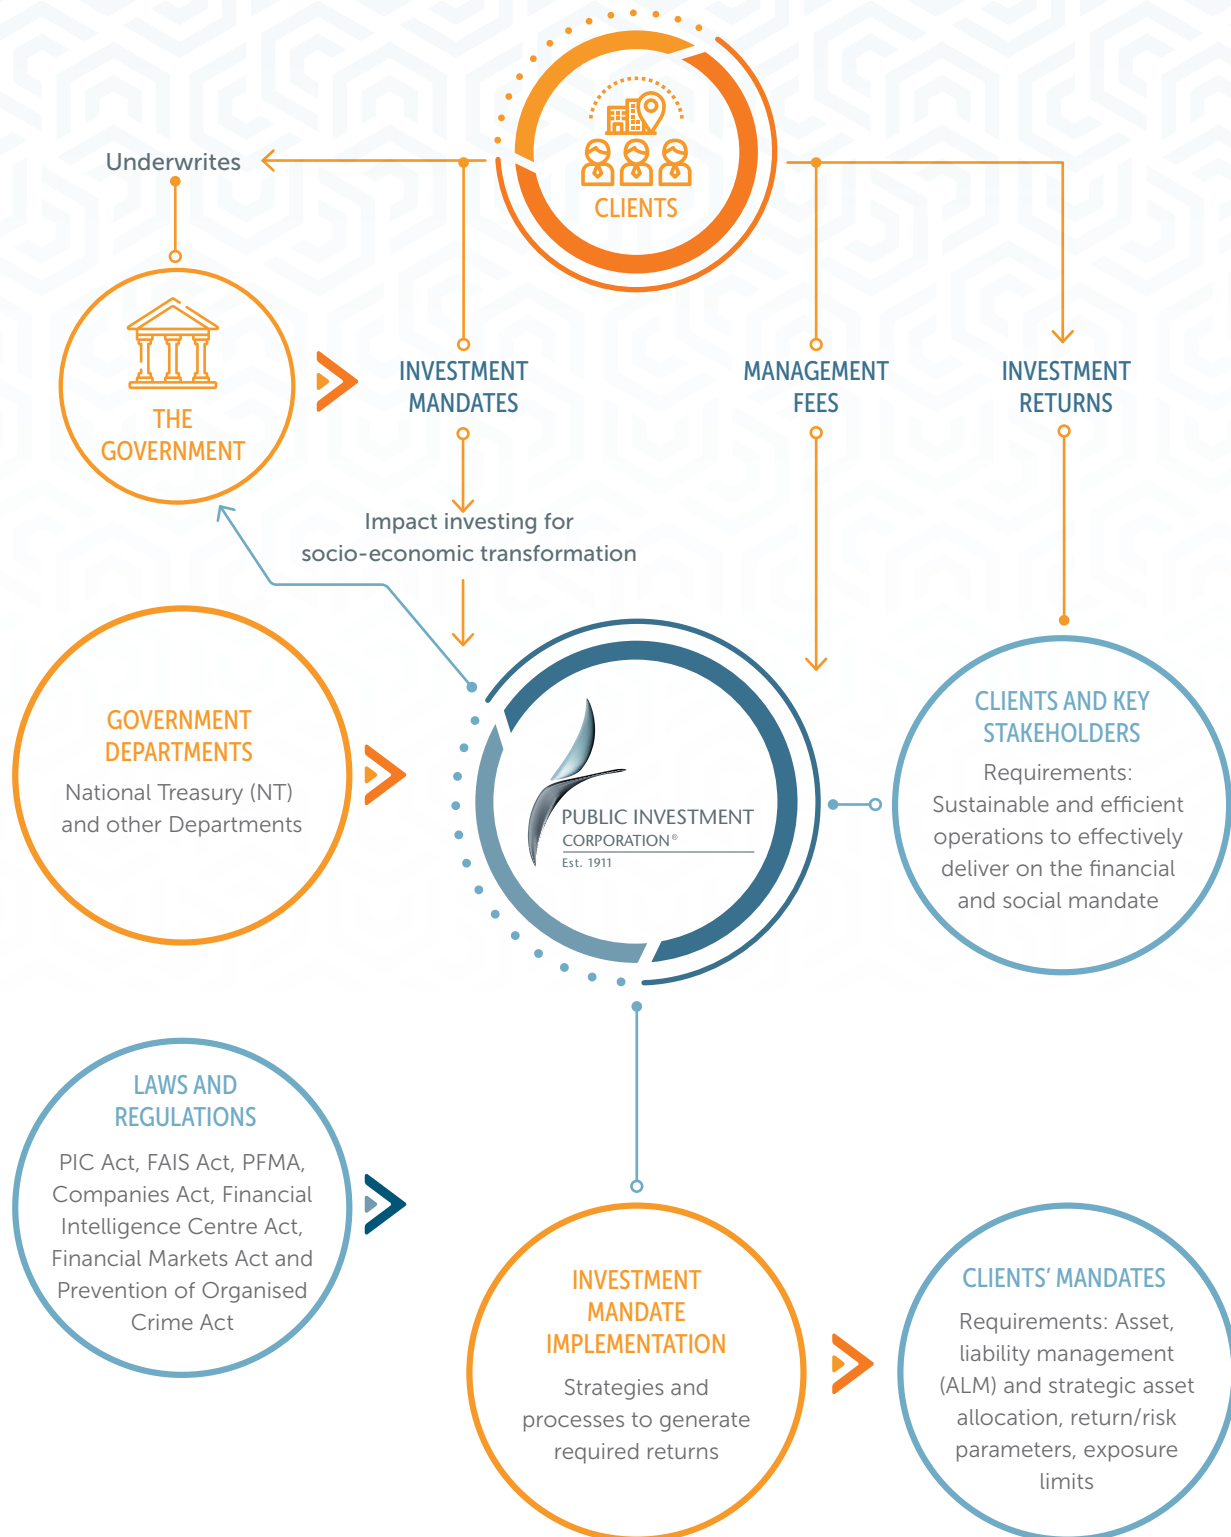 CLIENTS
Underwrites
THE
GOVERNMENT
INVESTMENT
MANDATES
MANAGEMENT
FEES
INVESTMENT
RETURNS
Impact investing for
socio-economic transformation
GOVERNMENT
DEPARTMENTS
National Treasury (NT)
and other Departments
PUBLIC INVESTMENT
CORPORATION®
Est. 1911
CLIENTS AND KEY
STAKEHOLDERS
Requirements:
Sustainable and efficient
operations to effectively
deliver on the financial
and social mandate
LAWS AND
REGULATIONS
PIC Act, FAIS Act, PFMA,
Companies Act, Financial
Intelligence Centre Act,
Financial Markets Act and
Prevention of Organised
Crime Act
INVESTMENT
MANDATE
IMPLEMENTATION
Strategies and
processes to generate
required returns
CLIENTS' MANDATES
Requirements: Asset,
liability management
(ALM) and strategic asset
allocation, return/risk
parameters, exposure
limits